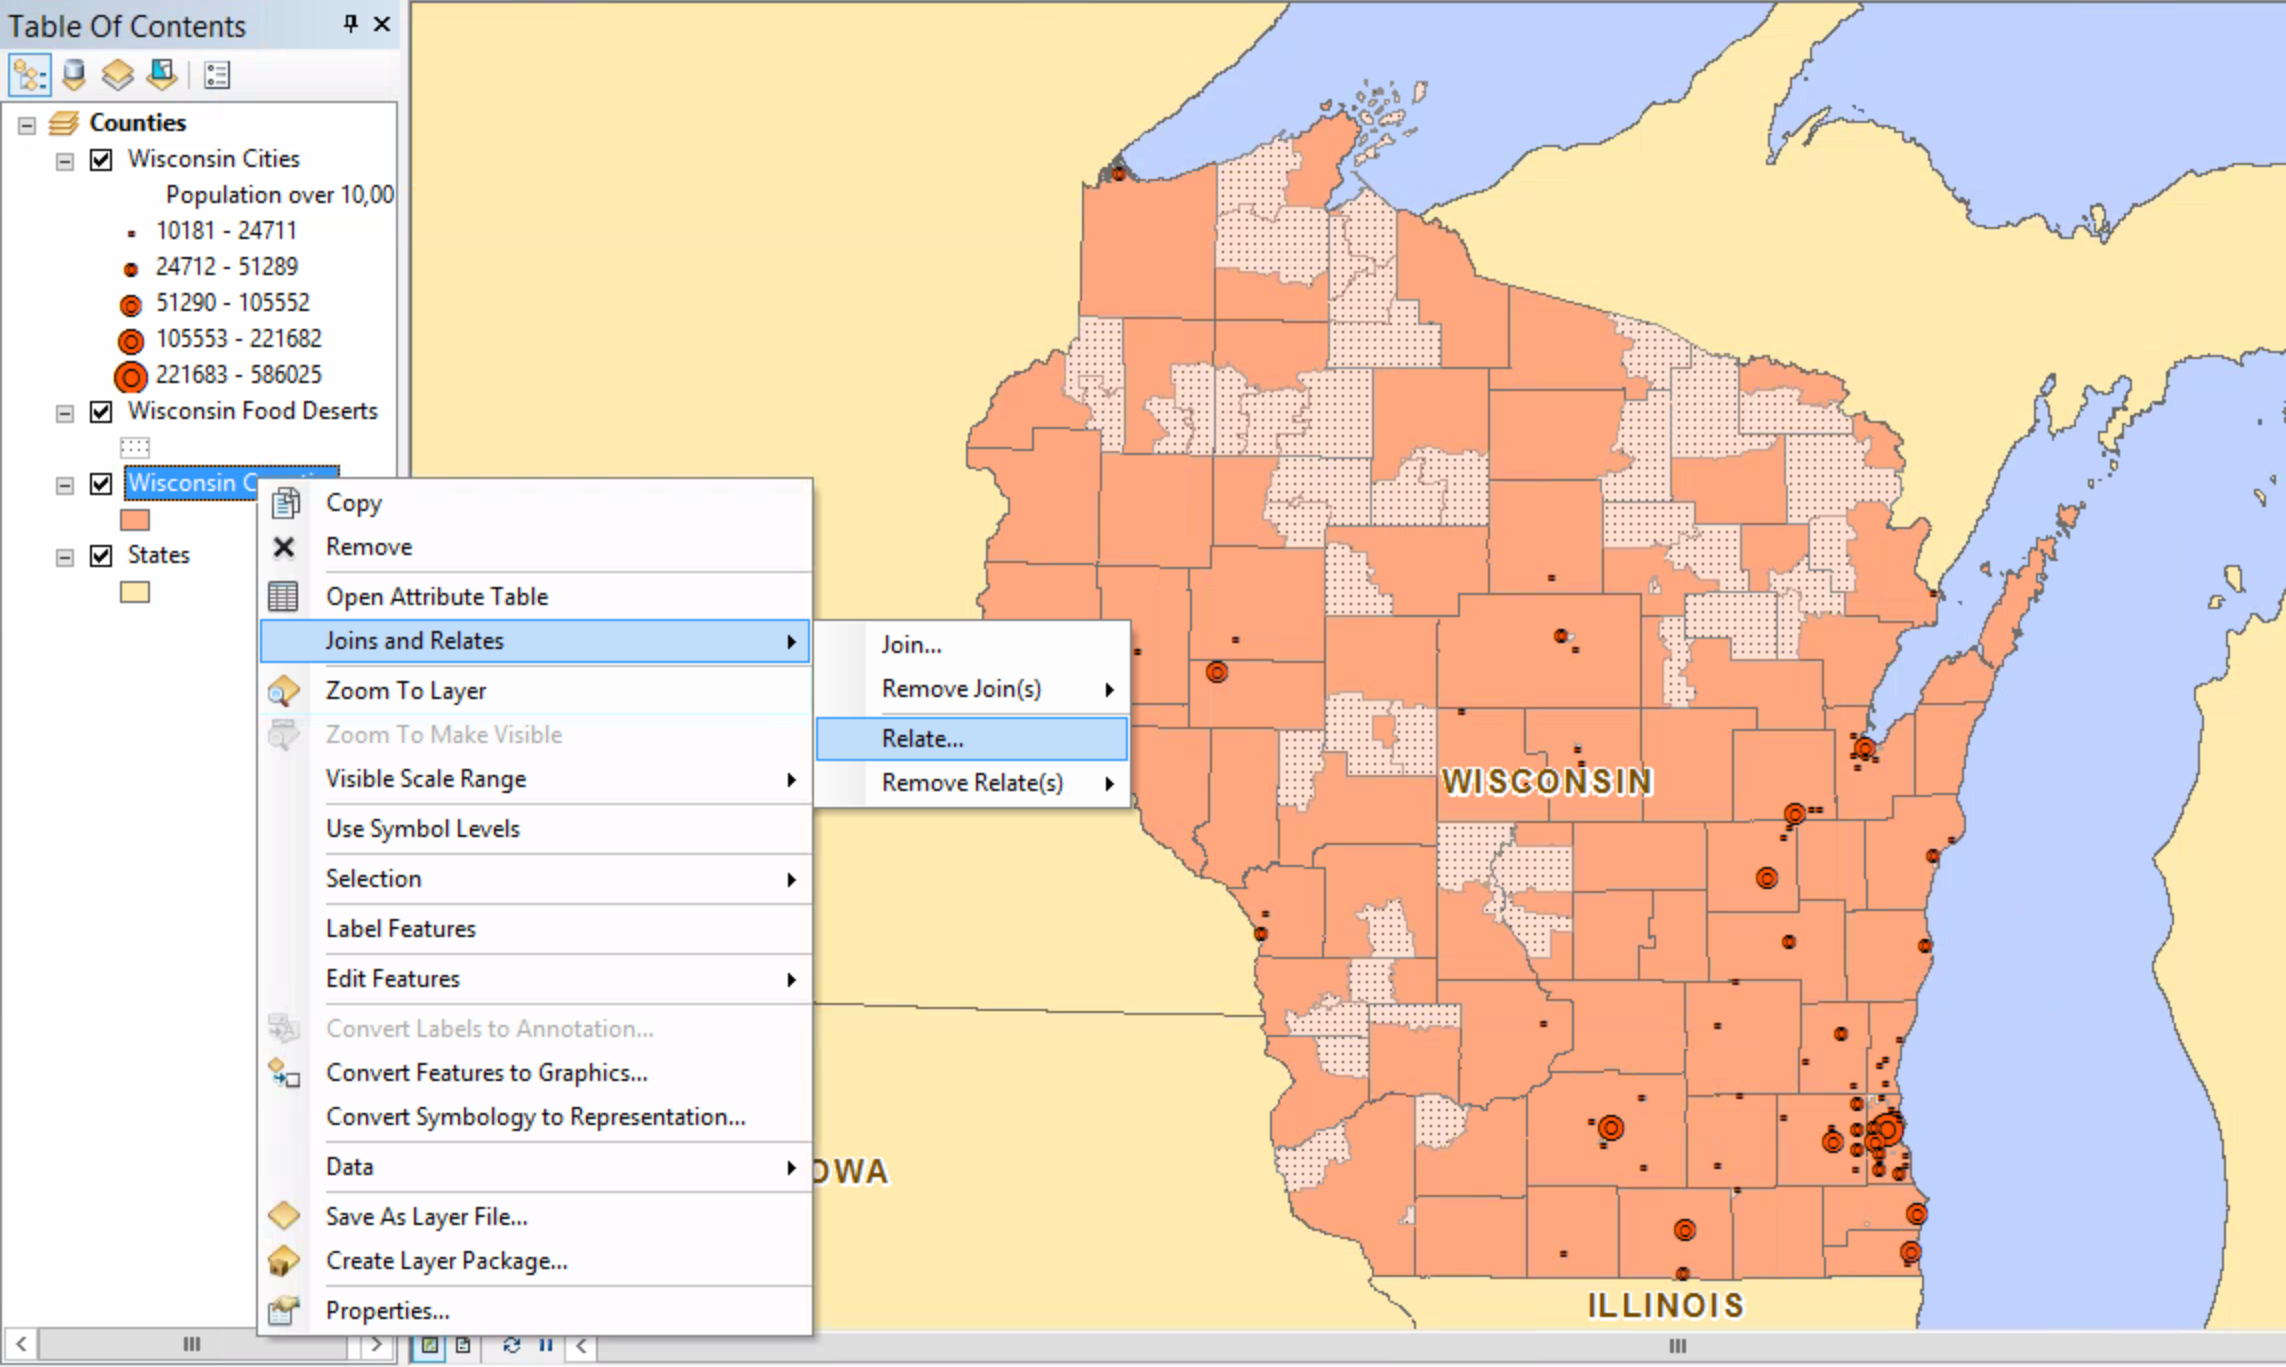 Table Of Contents
Counties
Wisconsin Cities
Population over 10,00
10181 - 24711
24712 - 51289
51290 - 105552
105553 - 221682
221683 - 586025
Wisconsin Food Deserts
Wisconsin
States
Copy
Remove
Open Attribute Table
Joins and Relates
Zoom To Layer
Zoom To Make Visible
Visible Scale Range
Use Symbol Levels
Selection
Label Features
Edit Features
Convert Labels to Annotation...
Convert Features to Graphics...
Convert Symbology to Representation...
Data
Save As Layer File...
Create Layer Package...
Properties...
Join...
Remove Join(s)
Relate...
Remove Relate(s)
WISCONSIN
OWA
ILLINOIS